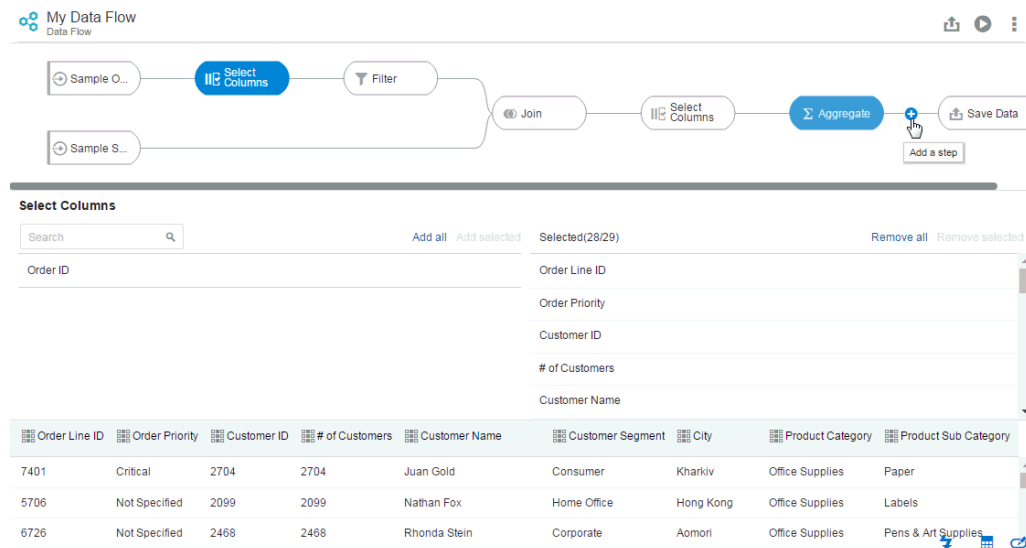 My Data Flow
Data Flow
Sample O...
Select
Columns
Filter
Join
Select
Columns
Aggregate
Save Data
Sample S...
Add a step
Select Columns
Search
Add all Add selected
Selected(28/29)
Remove all Remove selected
Order ID
Order Line ID
Order Priority
Customer ID
# of Customers
Customer Name
Order Line ID Order Priority Customer ID # of Customers Customer Name Customer Segment City Product Category Product Sub Category
7401 Critical 2704 2704 Juan Gold Consumer Kharkiv Office Supplies Paper
5706 Not Specified 2099 2099 Nathan Fox Home Office Hong Kong Office Supplies Labels
6726 Not Specified 2468 2468 Rhonda Stein Corporate Aomori Office Supplies Pens & Art Supplies